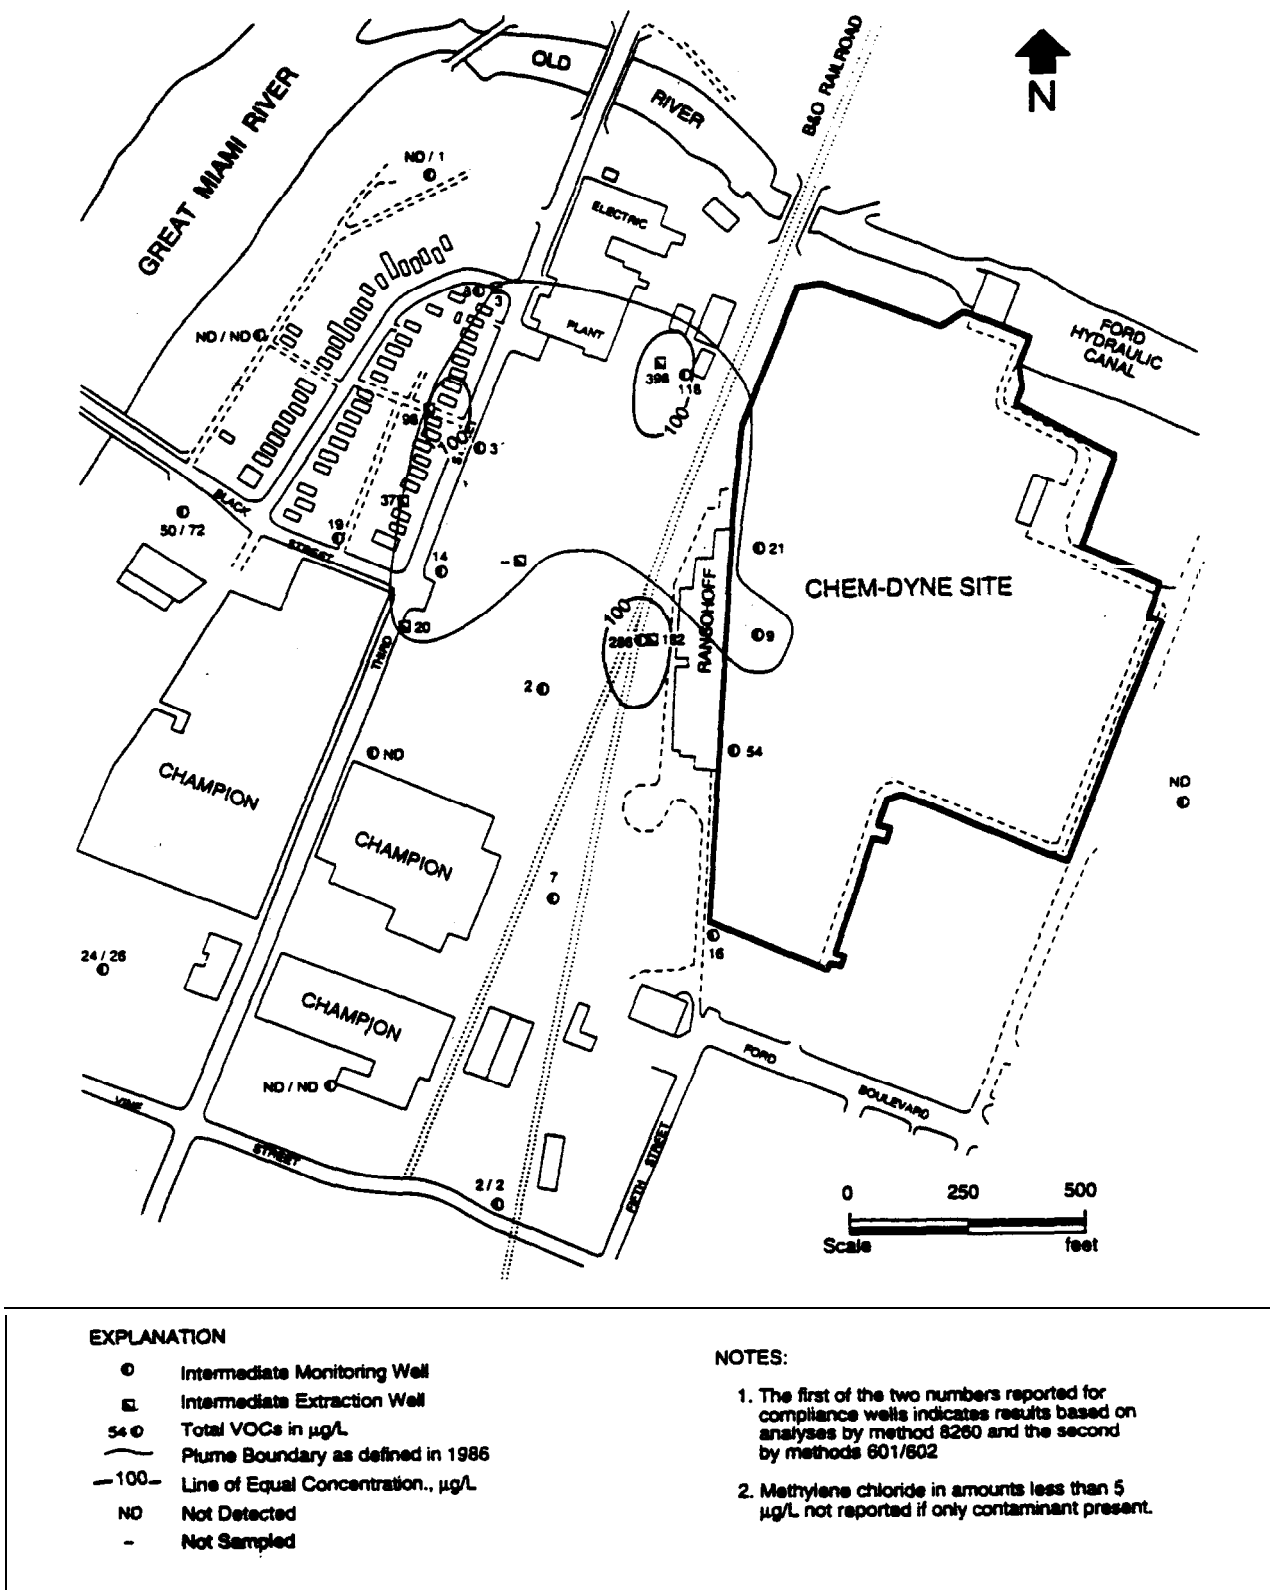 OLD
RIVER
B&O RAILROAD
N
GREAT MIAMI RIVER
ND / 1
ELECTRIC
PLANT
FORD
HYDRAULIC
CANAL
3
ND / ND
398
118
100
98
100
3
37
19
50 / 72
BLACK
STREET
14
-
21
CHEM-DYNE SITE
100
RANSOHOFF
20
286
182
9
THIRD
2
54
ND
ND
CHAMPION
CHAMPION
7
16
24 / 26
CHAMPION
ND / ND
FORD
BOULEVARD
VINE
STREET
2 / 2
FIFTH STREET
0 250 500
Scale feet
EXPLANATION
Intermediate Monitoring Well
Intermediate Extraction Well
54 Total VOCs in µg/L
Plume Boundary as defined in 1986
-100- Line of Equal Concentration., µg/L
ND Not Detected
- Not Sampled
NOTES:
1. The first of the two numbers reported for
compliance wells indicates results based on
analyses by method 8260 and the second
by methods 601/602
2. Methylene chloride in amounts less than 5
µg/L not reported if only contaminant present.